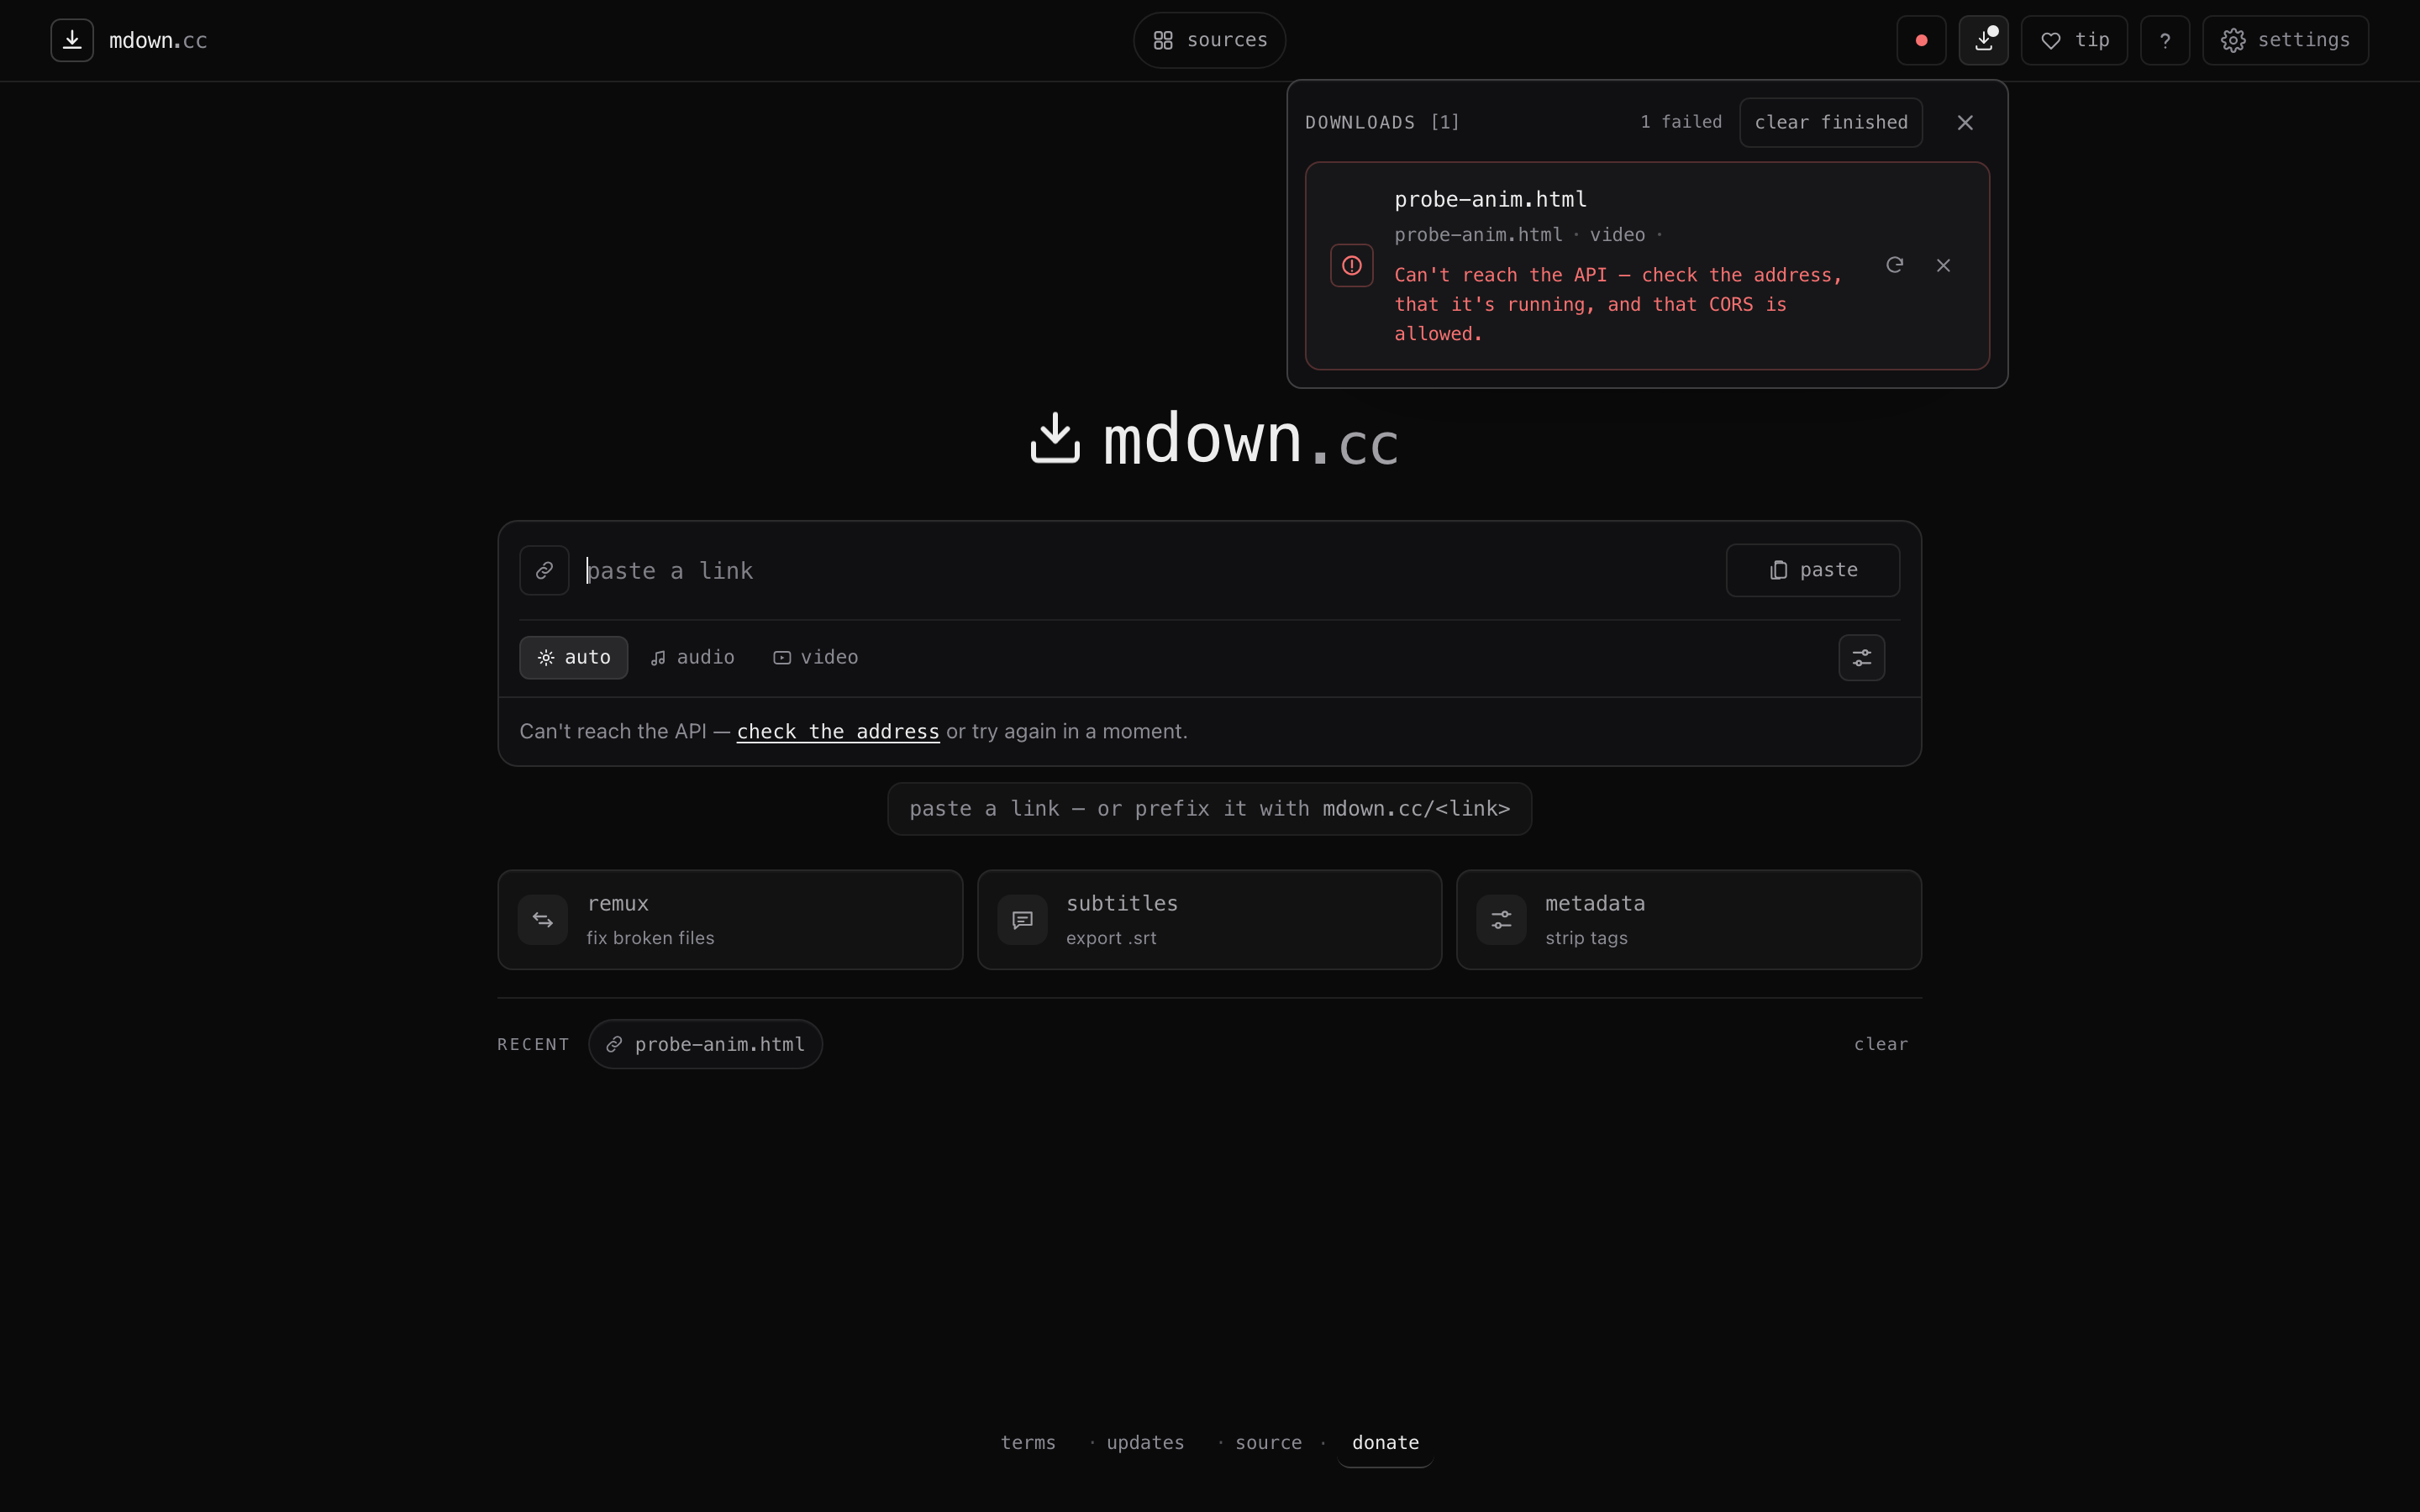 mdown.cc
sources
tip
?
settings
DOWNLOADS [1]
1 failed
clear finished
probe-anim.html
probe-anim.html · video ·
Can't reach the API — check the address,
that it's running, and that CORS is
allowed.
mdown.cc
paste a link
paste
auto
audio
video
Can't reach the API — check the address or try again in a moment.
paste a link — or prefix it with mdown.cc/<link>
remux
fix broken files
subtitles
export .srt
metadata
strip tags
RECENT
probe-anim.html
clear
terms · updates · source · donate